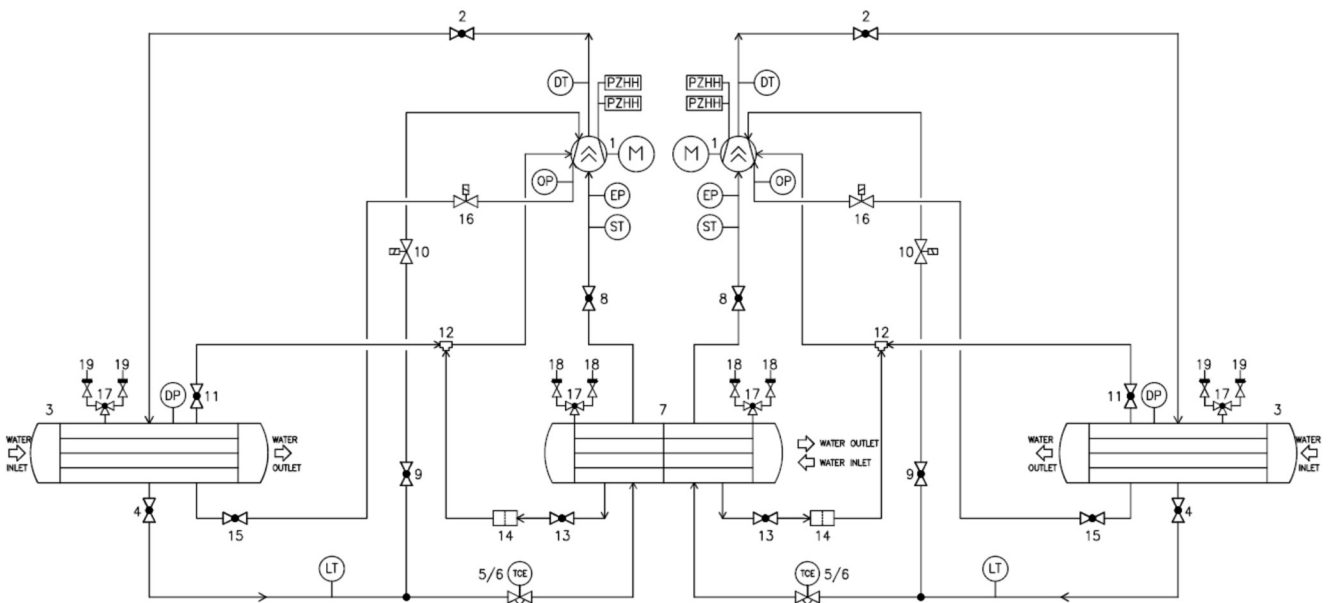 2 2
DT PZHH PZHH DT
PZHH PZHH
1 M M 1
OP EP EP OP
16 ST ST 16
10 10
8 8
12 12
19 19 18 18 18 18 19 19
17 11 17 17 11 17
3 DP 7 DP 3
WATER INLET WATER OUTLET WATER OUTLET WATER OUTLET WATER INLET
WATER INLET
9 9
4 15 14 13 13 14 15 4
LT 5/6 TCE TCE 5/6 LT